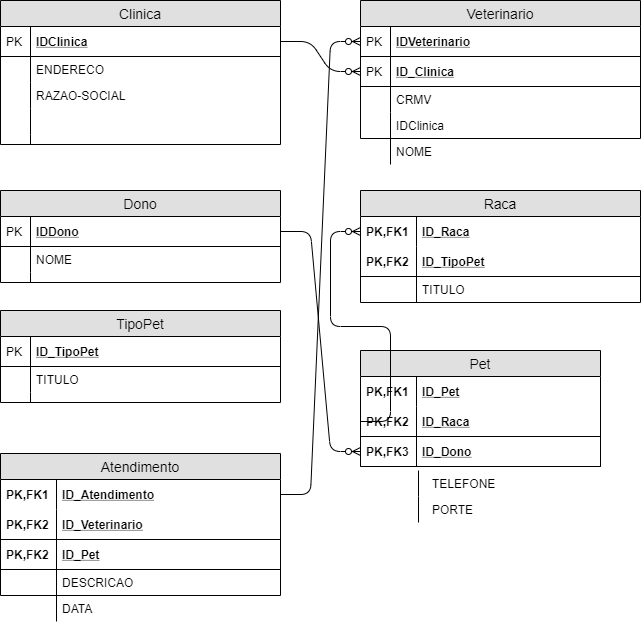 Clinica
PK IDClinica
ENDERECO
RAZAO-SOCIAL
Veterinario
PK IDVeterinario
PK ID_Clinica
CRMV
IDClinica
NOME
Dono
PK IDDono
NOME
Raca
PK,FK1 ID_Raca
PK,FK2 ID_TipoPet
TITULO
TipoPet
PK ID_TipoPet
TITULO
Pet
PK,FK1 ID_Pet
PK,FK2 ID_Raca
PK,FK3 ID_Dono
TELEFONE
PORTE
Atendimento
PK,FK1 ID_Atendimento
PK,FK2 ID_Veterinario
PK,FK2 ID_Pet
DESCRICAO
DATA